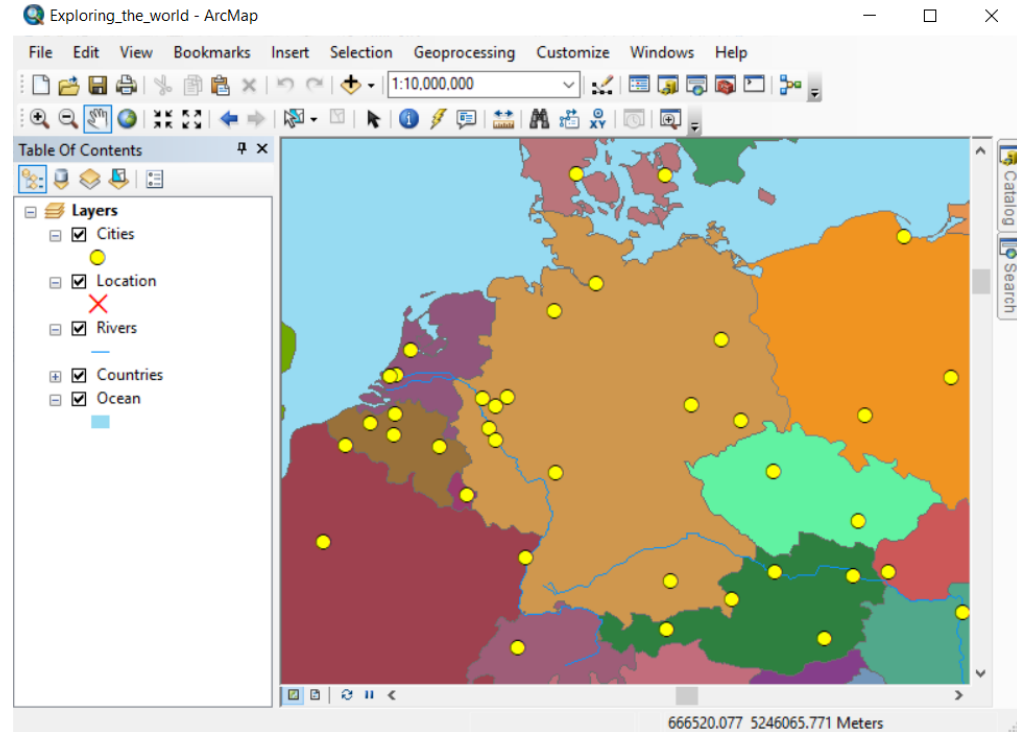 Exploring_the_world - ArcMap
File Edit View Bookmarks Insert Selection Geoprocessing Customize Windows Help
1:10,000,000
XY
Table Of Contents
Layers
Cities
Location
Rivers
Countries
Ocean
Catalog
Search
666520.077 5246065.771 Meters